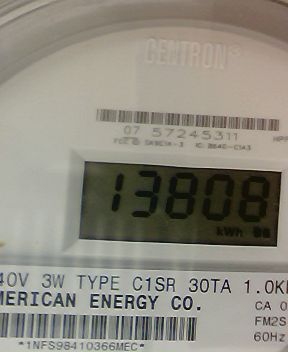 CENTRON®
07 57245311
13808
kWh
40V 3W TYPE C1SR 30TA 1.0K
MERICAN ENERGY CO.
CA 0
FM2S
60Hz
*1NFS98410366MEC*